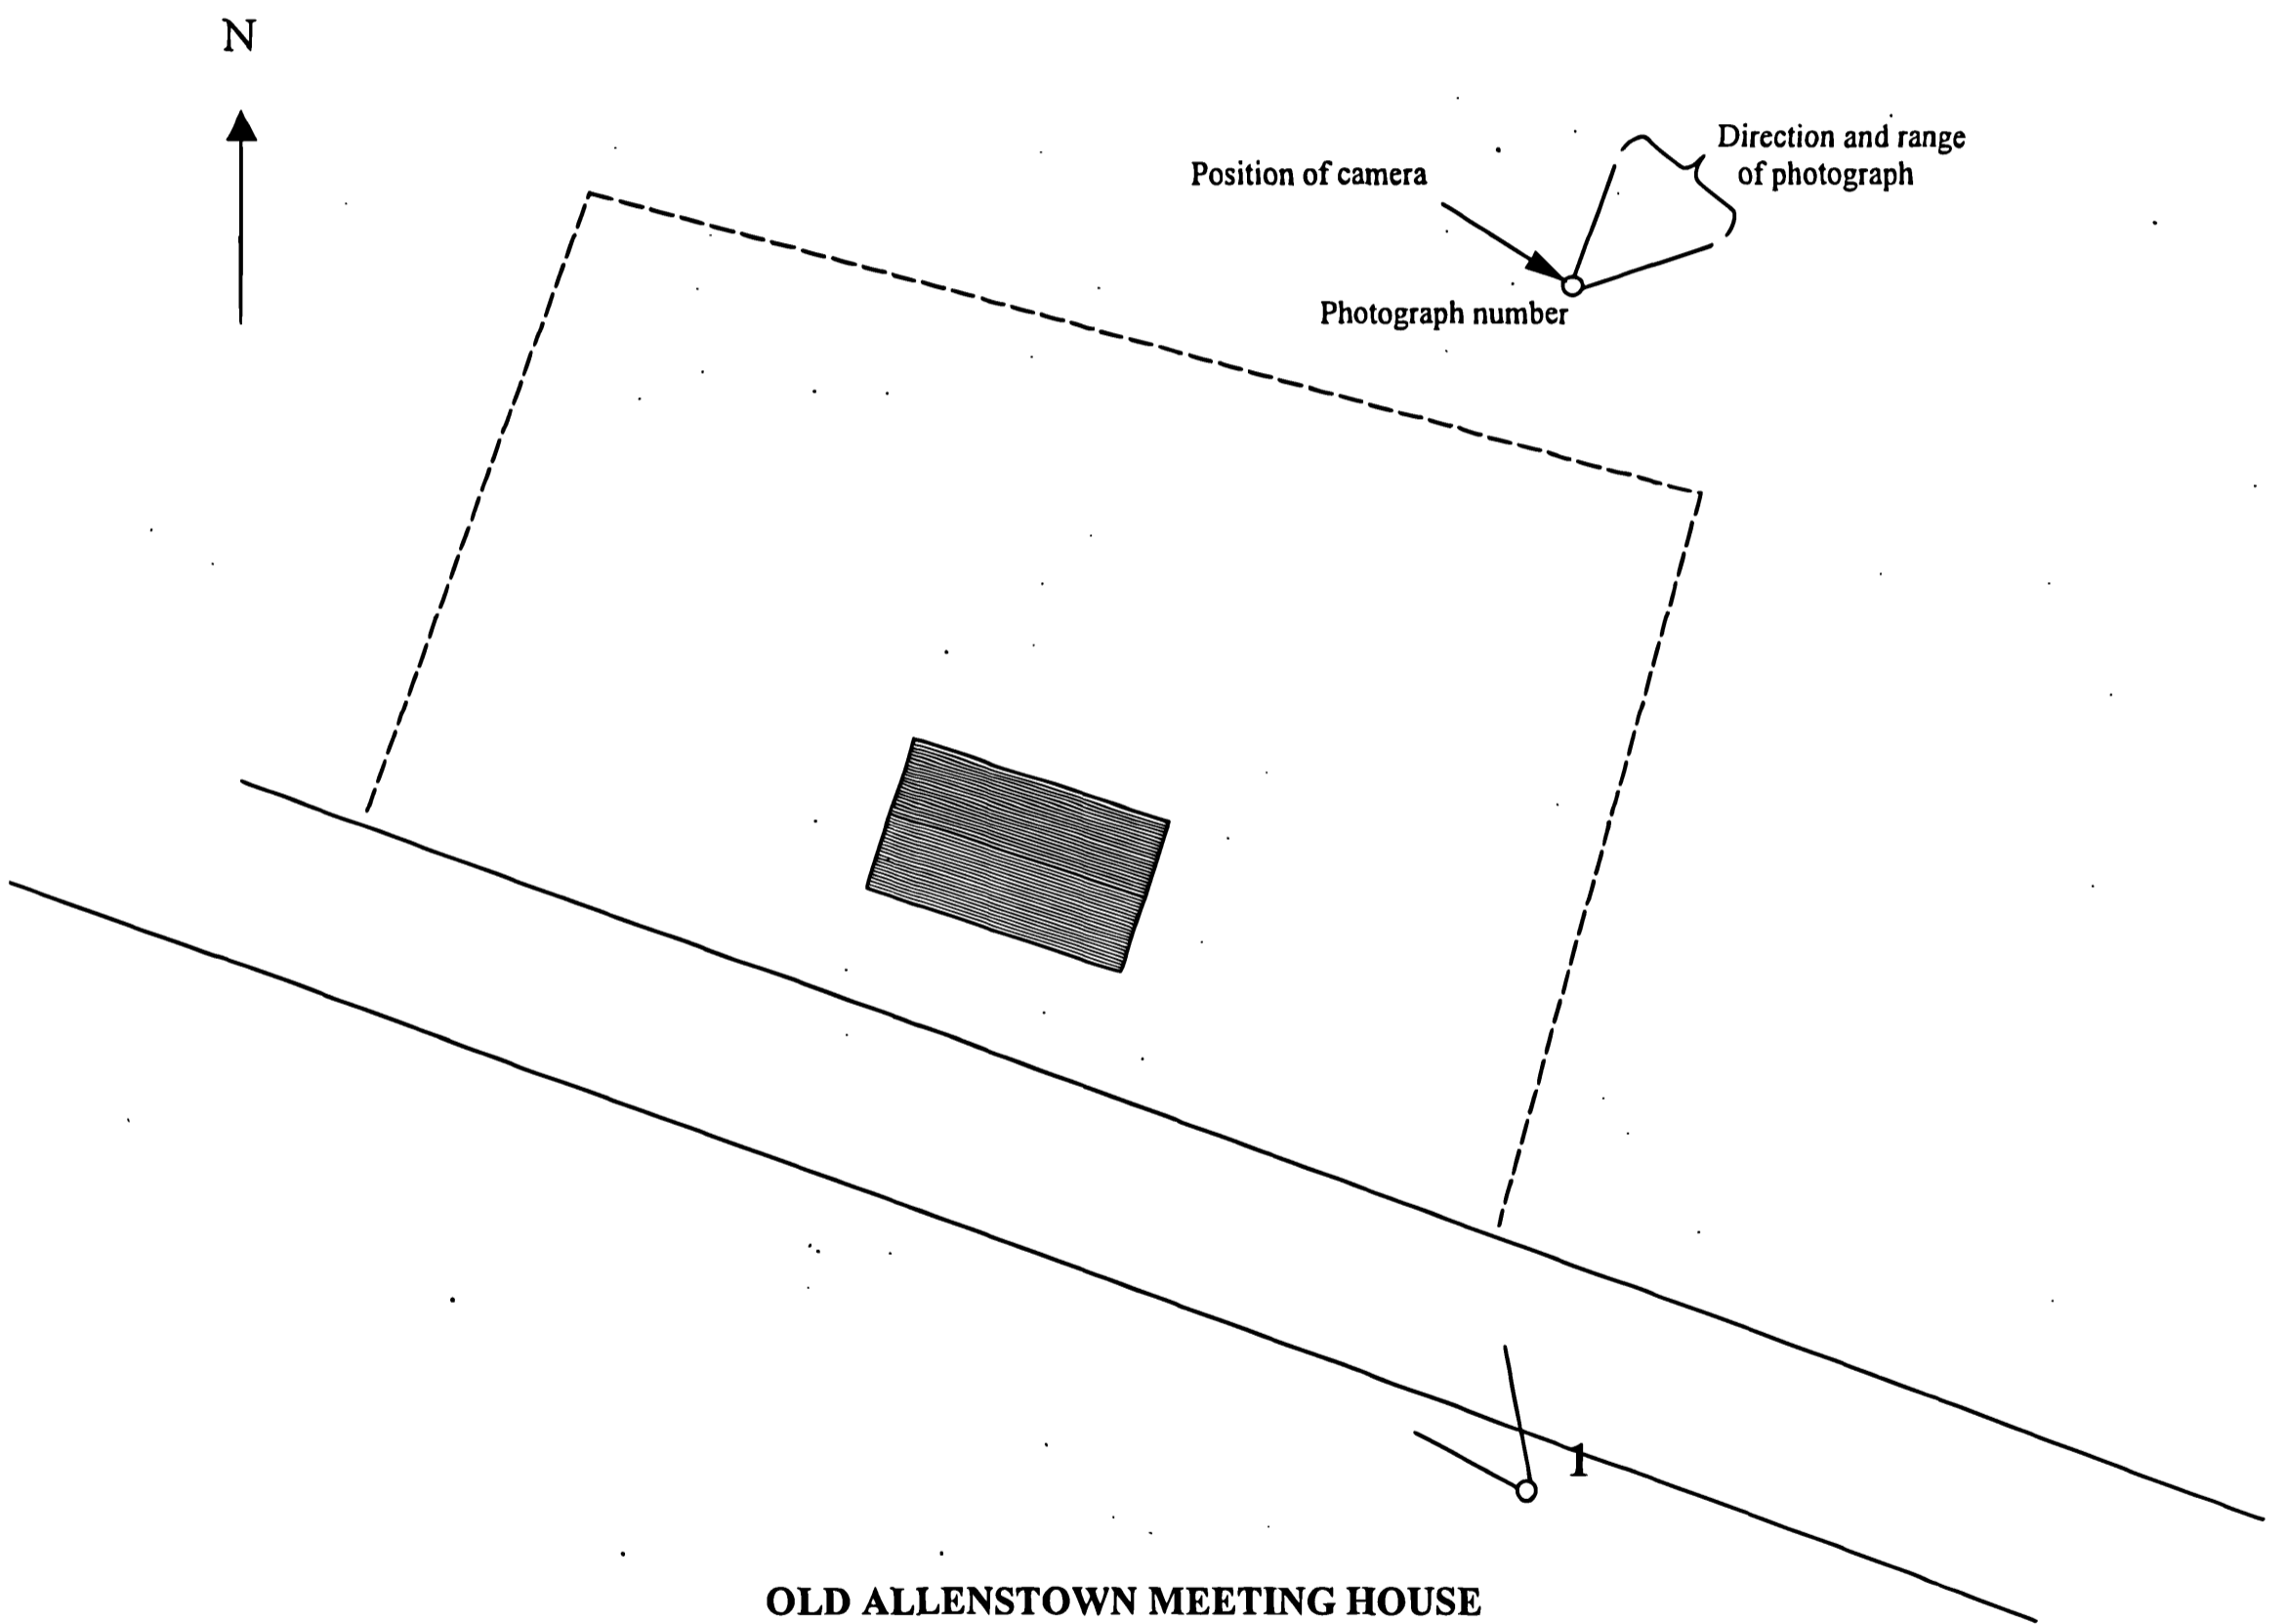 N
Direction and range
of photograph
Position of camera
Photograph number
1
OLD ALLENSTOWN MEETING HOUSE